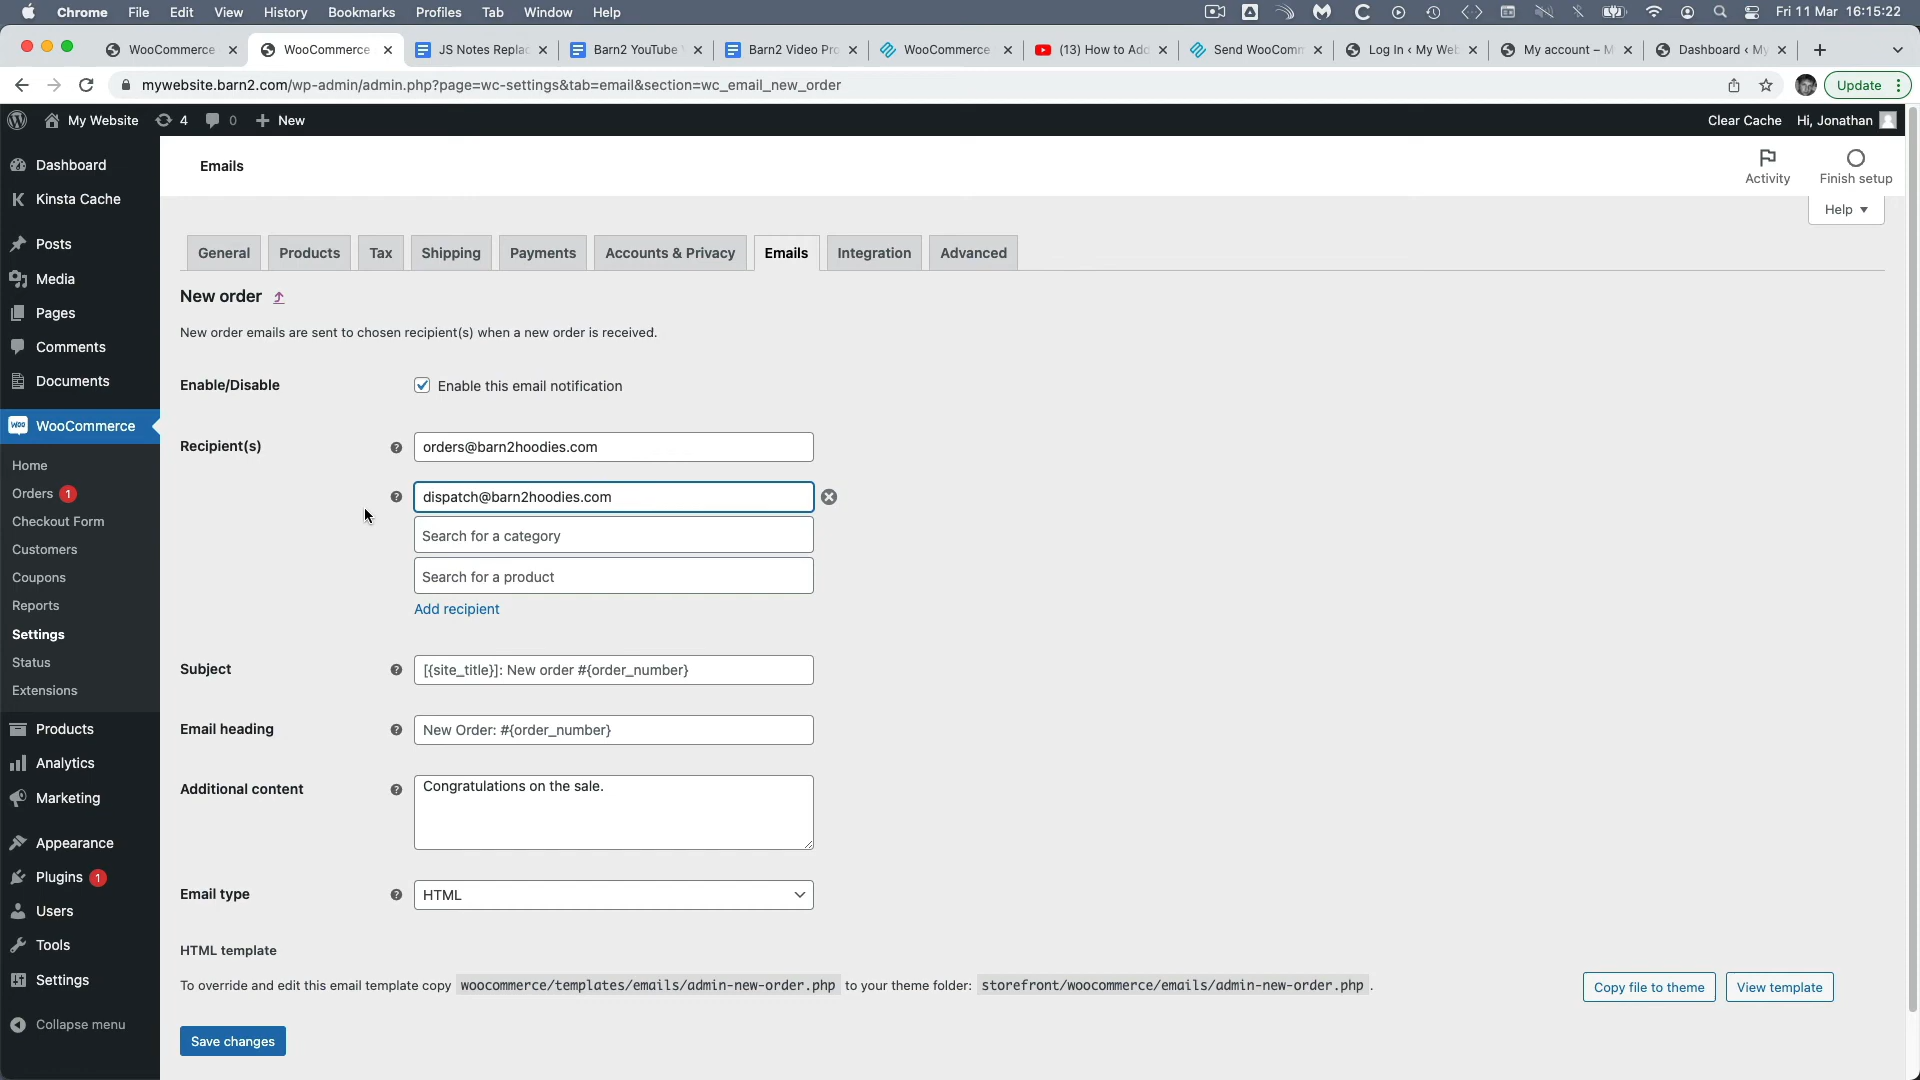 Chrome File Edit View History Bookmarks Profiles Tab Window Help Fri 11 Mar 16:15:22
WooCommerce WooCommerce JS Notes Replac Barn2 YouTube Barn2 Video Pro WooCommerce (13) How to Add Send WooComm Log In ‹ My Web My account – M Dashboard ‹ My
mywebsite.barn2.com/wp-admin/admin.php?page=wc-settings&tab=email&section=wc_email_new_order Update
My Website 4 0 New Clear Cache Hi, Jonathan
Dashboard
Kinsta Cache
Posts
Media
Pages
Comments
Documents
WooCommerce
Home
Orders 1
Checkout Form
Customers
Coupons
Reports
Settings
Status
Extensions
Products
Analytics
Marketing
Appearance
Plugins 1
Users
Tools
Settings
Collapse menu
Emails
Activity Finish setup
Help
General Products Tax Shipping Payments Accounts & Privacy Emails Integration Advanced
New order
New order emails are sent to chosen recipient(s) when a new order is received.
Enable/Disable Enable this email notification
Recipient(s) orders@barn2hoodies.com
dispatch@barn2hoodies.com
Search for a category
Search for a product
Add recipient
Subject [{site_title}]: New order #{order_number}
Email heading New Order: #{order_number}
Additional content Congratulations on the sale.
Email type HTML
HTML template
To override and edit this email template copy woocommerce/templates/emails/admin-new-order.php to your theme folder: storefront/woocommerce/emails/admin-new-order.php . Copy file to theme View template
Save changes